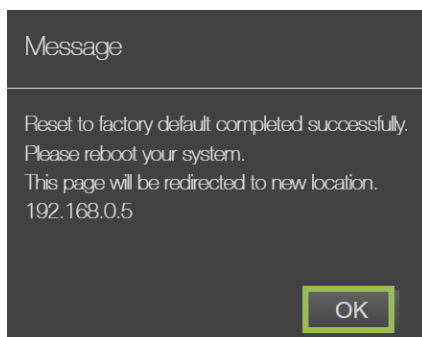 Message
Reset to factory default completed successfully.
Please reboot your system.
This page will be redirected to new location.
192.168.0.5
OK